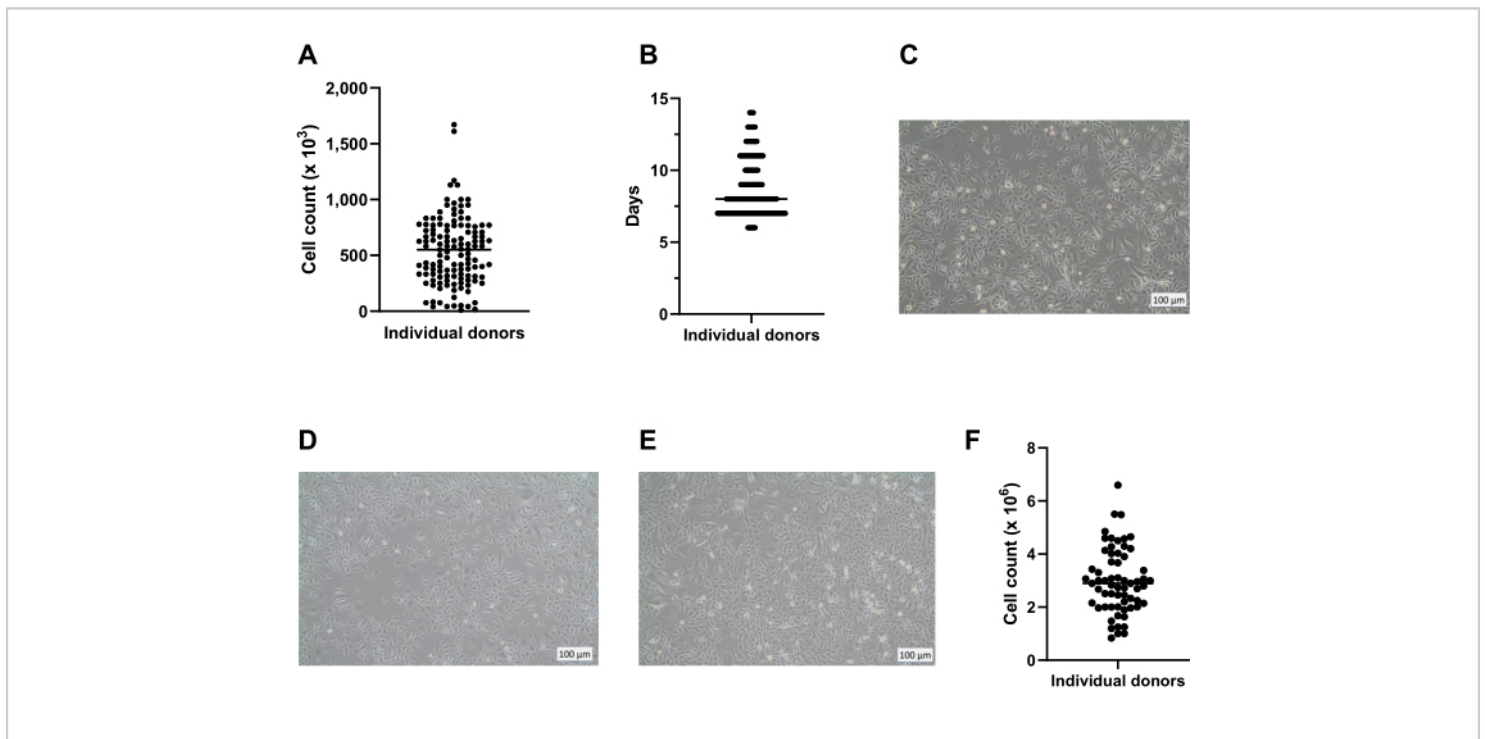 A
Cell count (x 10³)
2,000
1,500
1,000
500
0
Individual donors
B
Days
15
10
5
0
Individual donors
C
100 µm
D
100 µm
E
100 µm
F
Cell count (x 10⁶)
8
6
4
2
0
Individual donors